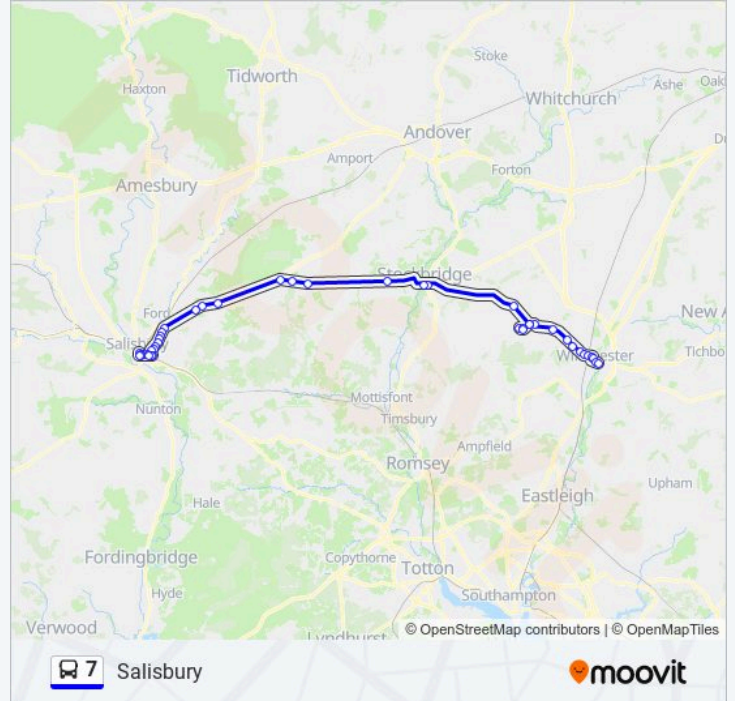 Stoke
Tidworth
Ashe
Oak
Haxton
Whitchurch
Andover
Amport
Forton
Amesbury
Stockbridge
Ford
New A
Salisbury
Winchester
Tichbo
Mottisfont
Nunton
Timsbury
Ampfield
Romsey
Upham
Eastleigh
Hale
Fordingbridge
Copythorne
Totton
Hyde
Southampton
Verwood
Lyndhurst
© OpenStreetMap contributors | © OpenMapTiles
7 Salisbury
moovit